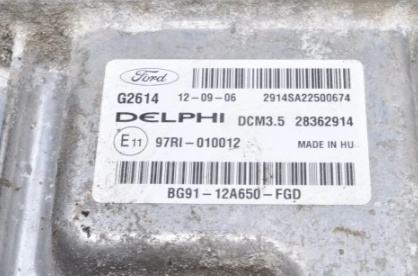 Ford
G2614 12-09-06 2914SA22500674
DELPHI DCM3.5 28362914
E11 97RI-010012 MADE IN HU
BG91-12A650-FGD